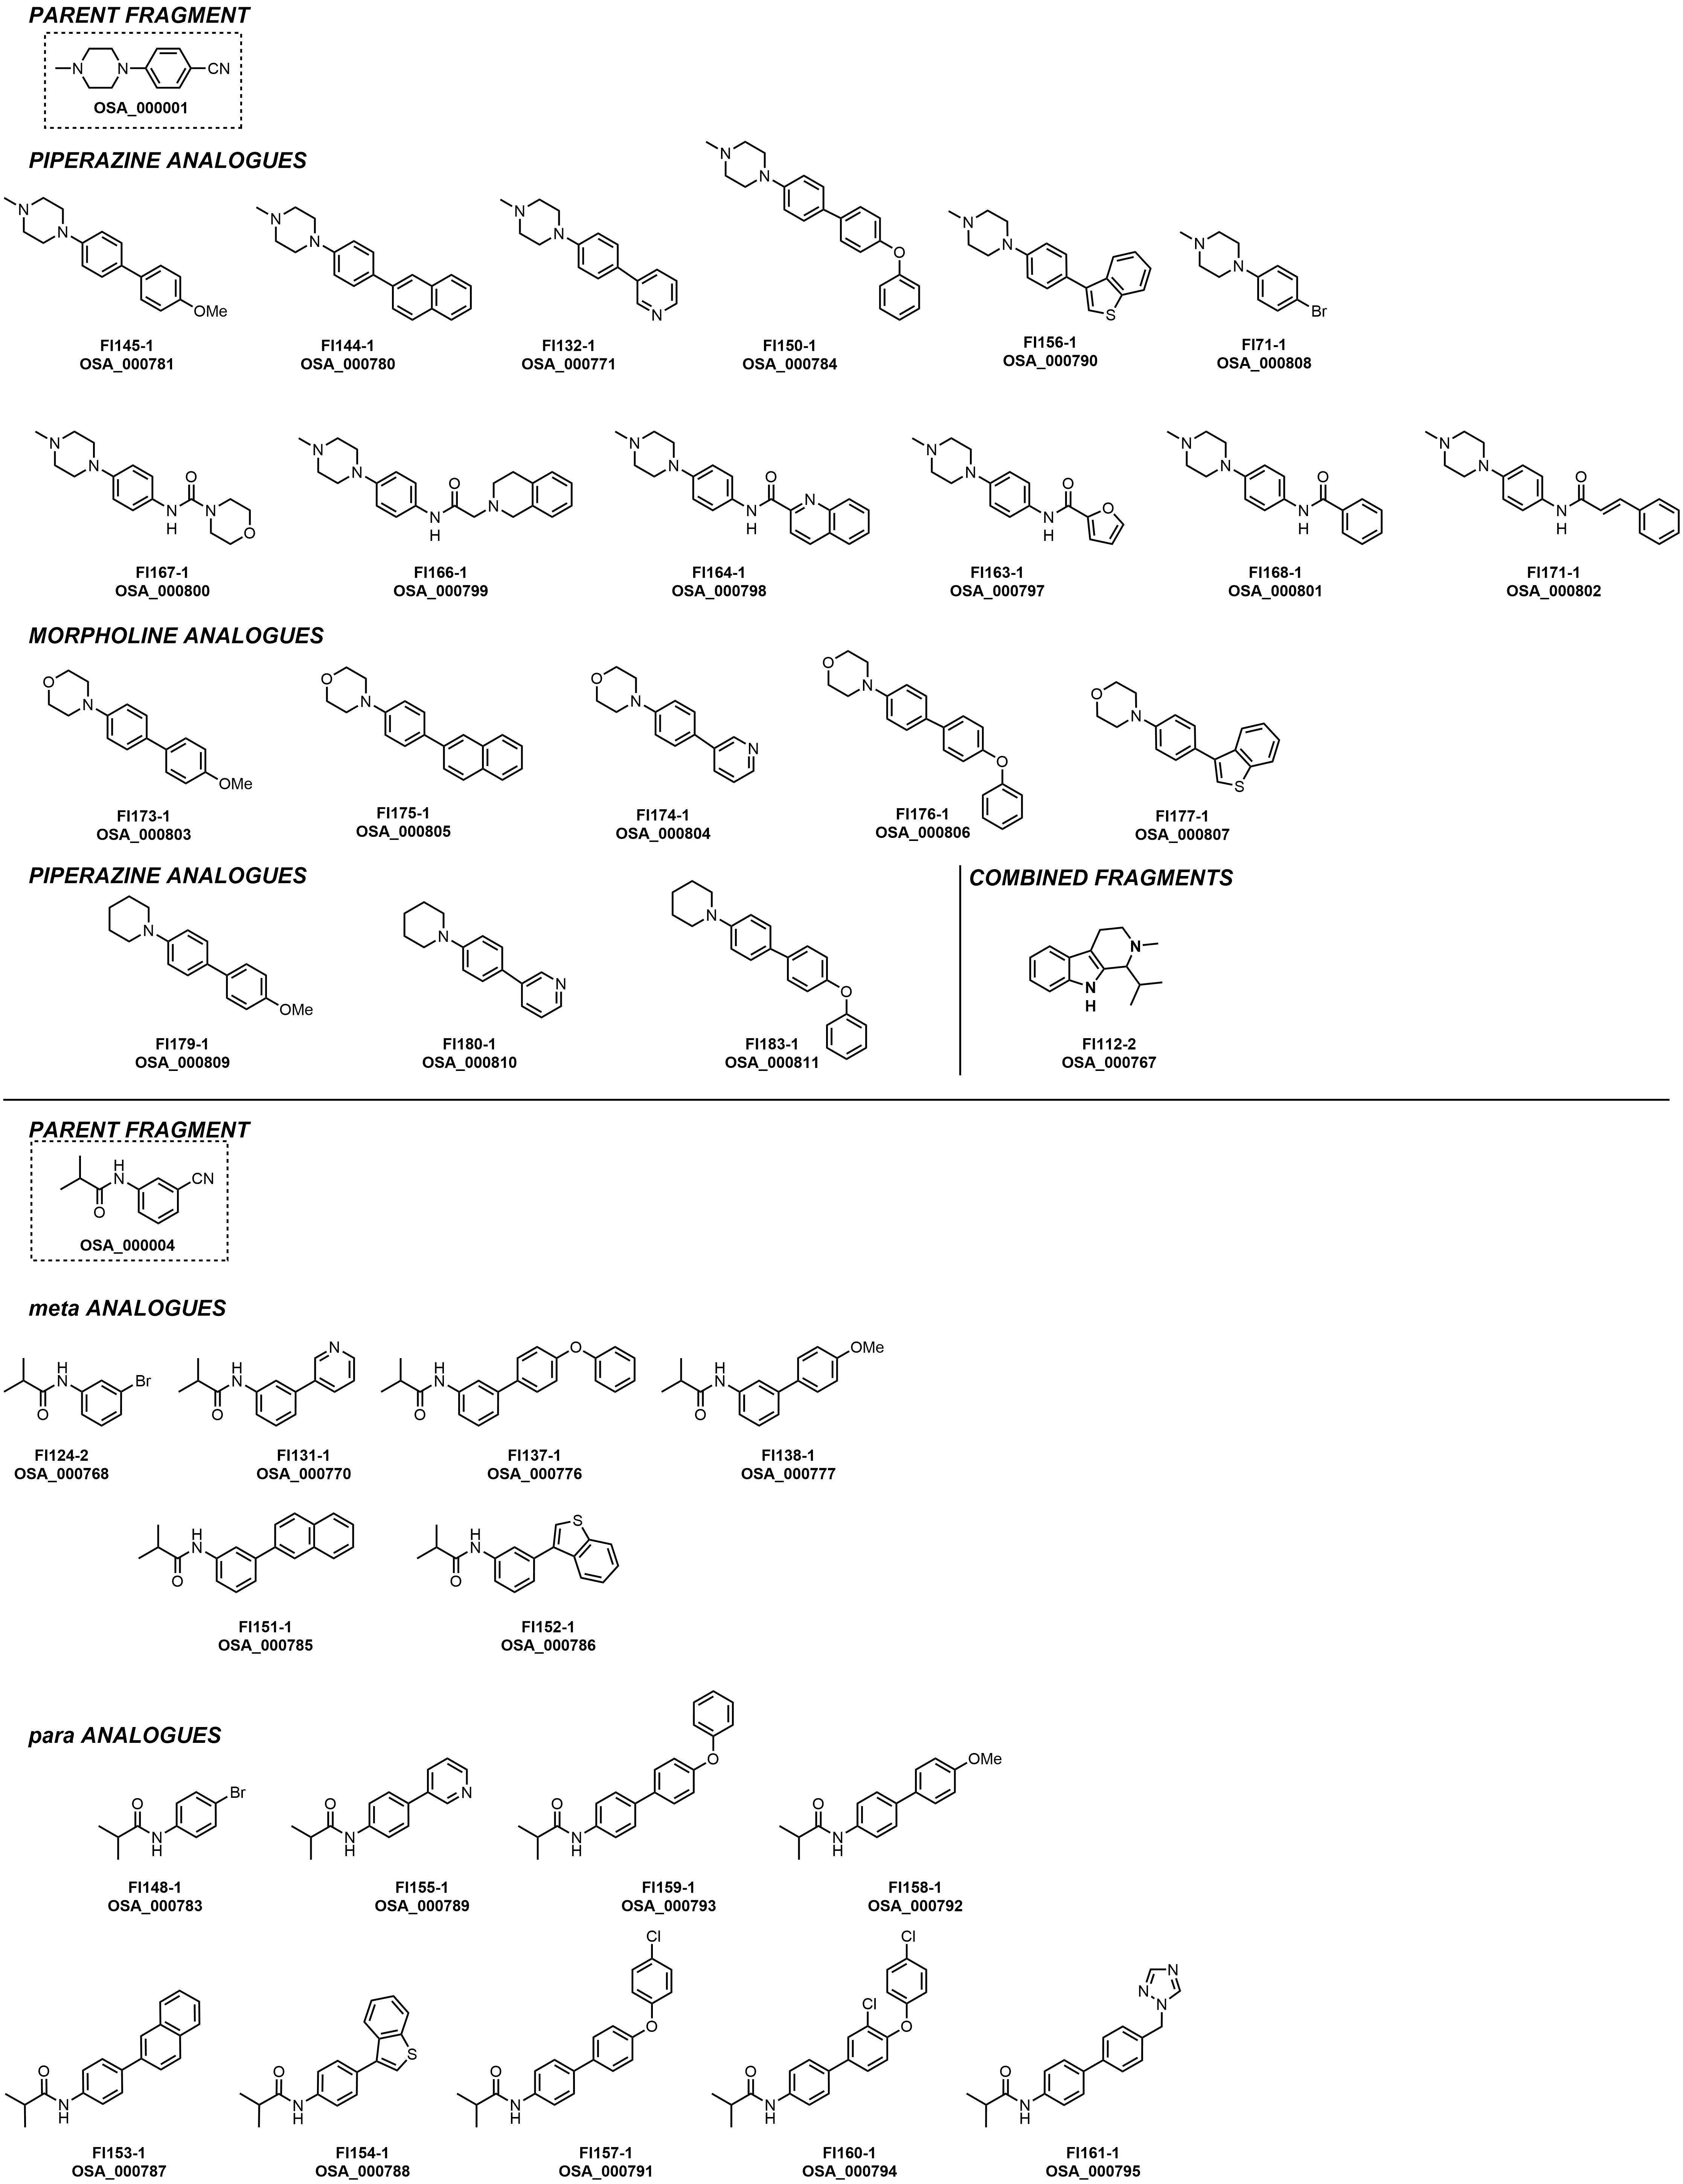 PARENT FRAGMENT
N
N
CN
OSA_000001
PIPERAZINE ANALOGUES
N
N
OMe
FI145-1
OSA_000781
N
N
FI144-1
OSA_000780
N
N
N
FI132-1
OSA_000771
N
N
O
FI150-1
OSA_000784
N
N
S
FI156-1
OSA_000790
N
N
Br
FI71-1
OSA_000808
N
N
O
N
H
N
O
FI167-1
OSA_000800
N
N
O
N
H
N
FI166-1
OSA_000799
N
N
O
N
H
N
FI164-1
OSA_000798
N
N
O
N
H
O
FI163-1
OSA_000797
N
N
O
N
H
FI168-1
OSA_000801
N
N
O
N
H
FI171-1
OSA_000802
MORPHOLINE ANALOGUES
O
N
OMe
FI173-1
OSA_000803
O
N
FI175-1
OSA_000805
O
N
N
FI174-1
OSA_000804
O
N
O
FI176-1
OSA_000806
O
N
S
FI177-1
OSA_000807
PIPERAZINE ANALOGUES
N
OMe
FI179-1
OSA_000809
N
N
FI180-1
OSA_000810
N
O
FI183-1
OSA_000811
COMBINED FRAGMENTS
N
N
H
FI112-2
OSA_000767
PARENT FRAGMENT
H
N
O
CN
OSA_000004
meta ANALOGUES
H
N
O
Br
FI124-2
OSA_000768
H
N
O
N
FI131-1
OSA_000770
H
N
O
O
FI137-1
OSA_000776
H
N
O
OMe
FI138-1
OSA_000777
H
N
O
FI151-1
OSA_000785
H
N
O
S
FI152-1
OSA_000786
para ANALOGUES
O
N
H
Br
FI148-1
OSA_000783
O
N
H
N
FI155-1
OSA_000789
O
N
H
O
FI159-1
OSA_000793
O
N
H
OMe
FI158-1
OSA_000792
O
N
H
FI153-1
OSA_000787
O
N
H
S
FI154-1
OSA_000788
Cl
O
O
N
H
FI157-1
OSA_000791
Cl
Cl
O
O
N
H
FI160-1
OSA_000794
N
N
N
O
N
H
FI161-1
OSA_000795